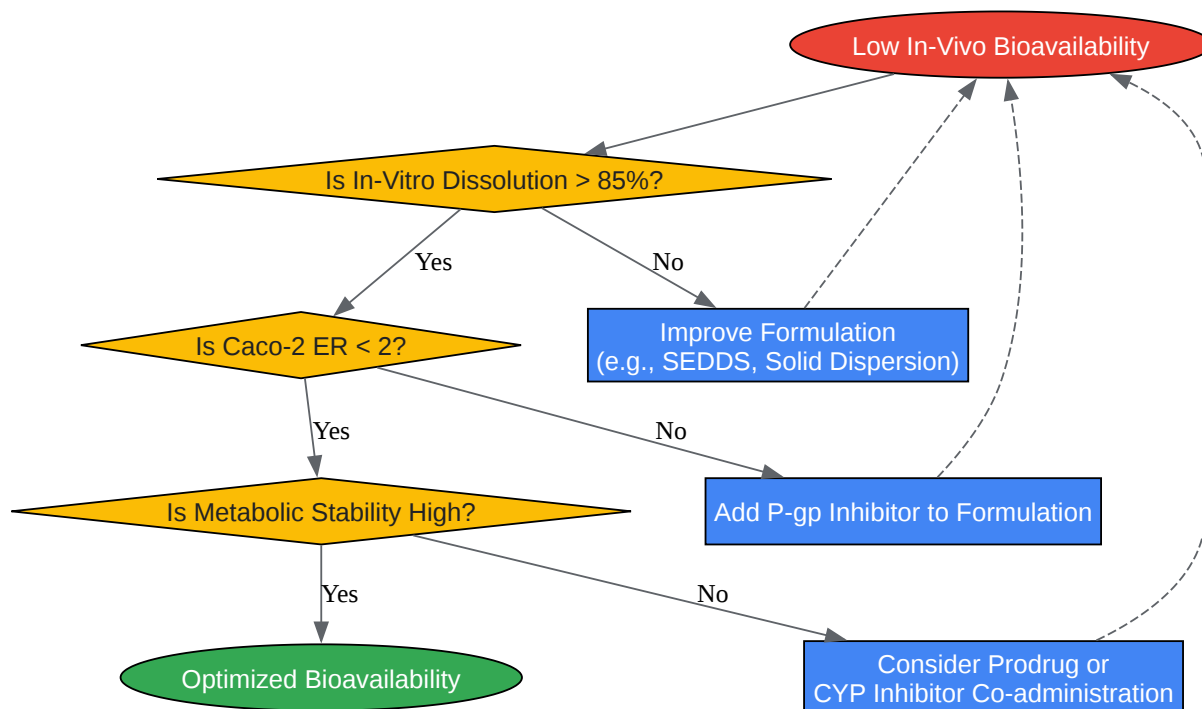 Low In-Vivo Bioavailability
Is In-Vitro Dissolution > 85%?
Yes
No
Improve Formulation
(e.g., SEDDS, Solid Dispersion)
Is Caco-2 ER < 2?
Yes
No
Add P-gp Inhibitor to Formulation
Is Metabolic Stability High?
Yes
No
Optimized Bioavailability
Consider Prodrug or
CYP Inhibitor Co-administration